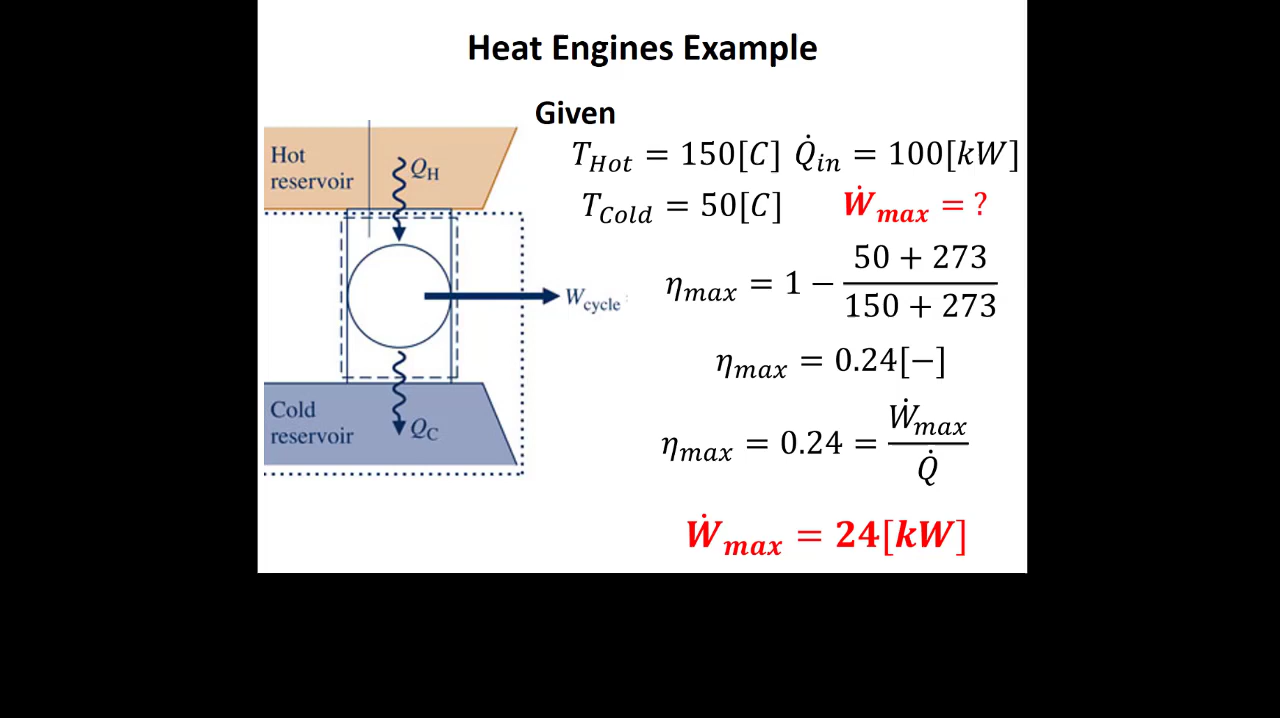 Heat Engines Example
Given
T_Hot = 150[C] Q̇_in = 100[kW]
T_Cold = 50[C] Ẇ_max = ?
η_max = 1 − (50 + 273)/(150 + 273)
η_max = 0.24[−]
η_max = 0.24 = Ẇ_max/Q̇
Ẇ_max = 24[kW]
Hot
reservoir
Q_H
W_cycle
Cold
reservoir
Q_C